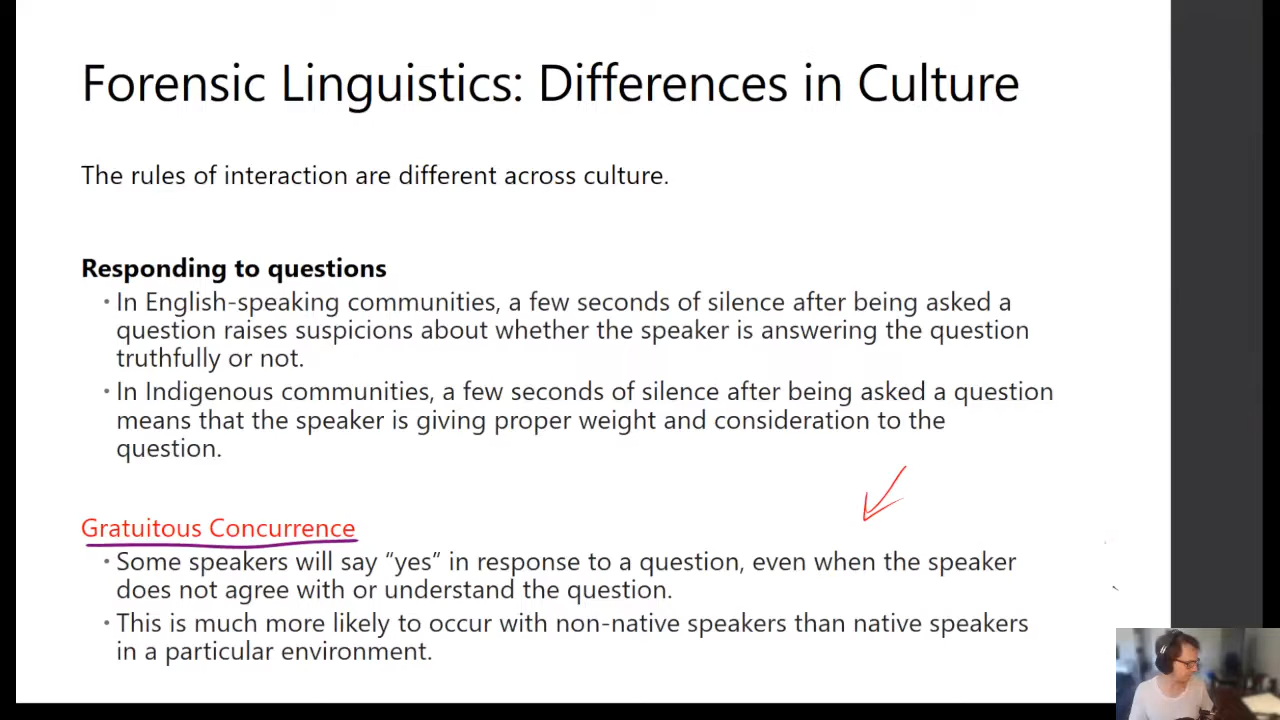 Forensic Linguistics: Differences in Culture
The rules of interaction are different across culture.
Responding to questions
• In English-speaking communities, a few seconds of silence after being asked a
question raises suspicions about whether the speaker is answering the question
truthfully or not.
• In Indigenous communities, a few seconds of silence after being asked a question
means that the speaker is giving proper weight and consideration to the
question.
Gratuitous Concurrence
• Some speakers will say “yes” in response to a question, even when the speaker
does not agree with or understand the question.
• This is much more likely to occur with non-native speakers than native speakers
in a particular environment.